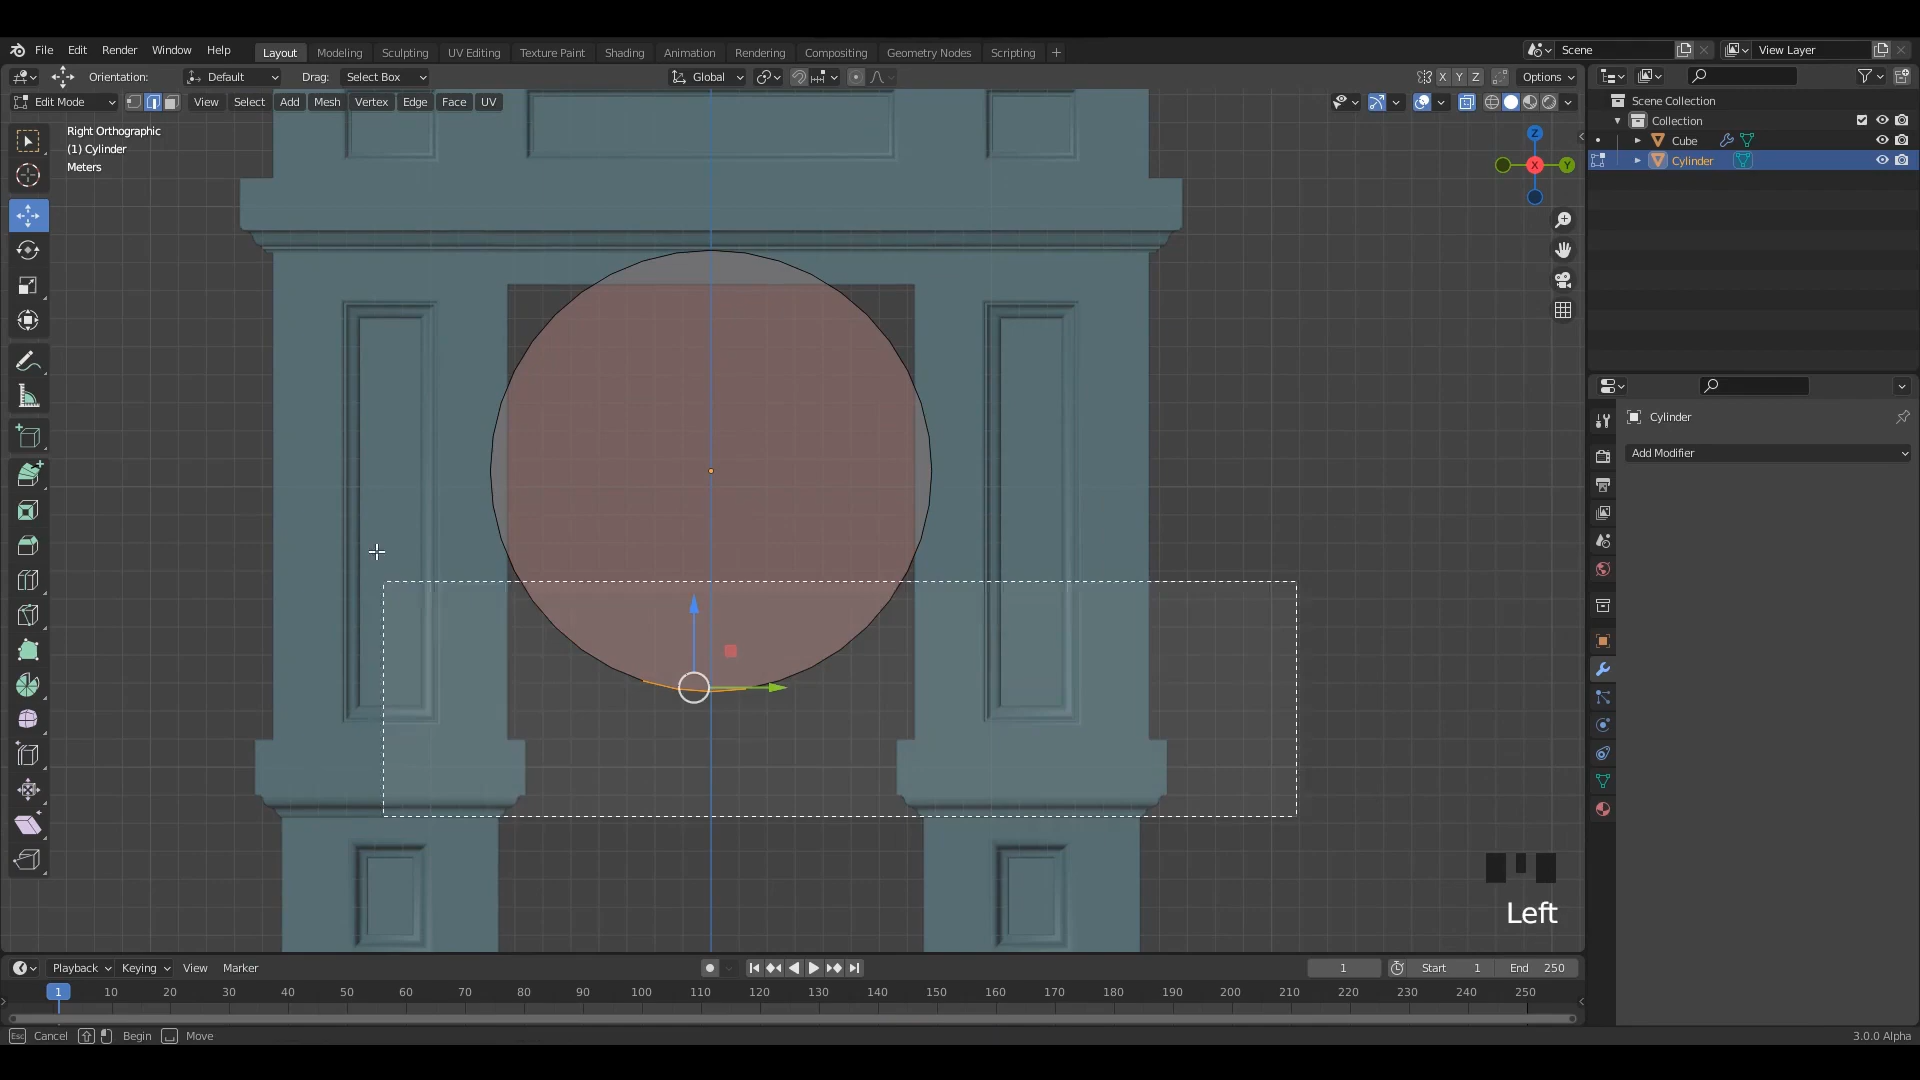 File Edit Render Window Help Layout Modeling Sculpting UV Editing Texture Paint Shading Animation Rendering Compositing Geometry Nodes Scripting + Scene View Layer
Orientation: Default Drag: Select Box Global X Y Z Options
Edit Mode View Select Add Mesh Vertex Edge Face UV
Right Orthographic
(1) Cylinder
Meters
Z
X
Y
Scene Collection
Collection
Cube
Cylinder
Cylinder
Add Modifier
Left
Playback Keying View Marker 1 Start 1 End 250
1 10 20 30 40 50 60 70 80 90 100 110 120 130 140 150 160 170 180 190 200 210 220 230 240 250
Esc Cancel Begin Move 3.0.0 Alpha